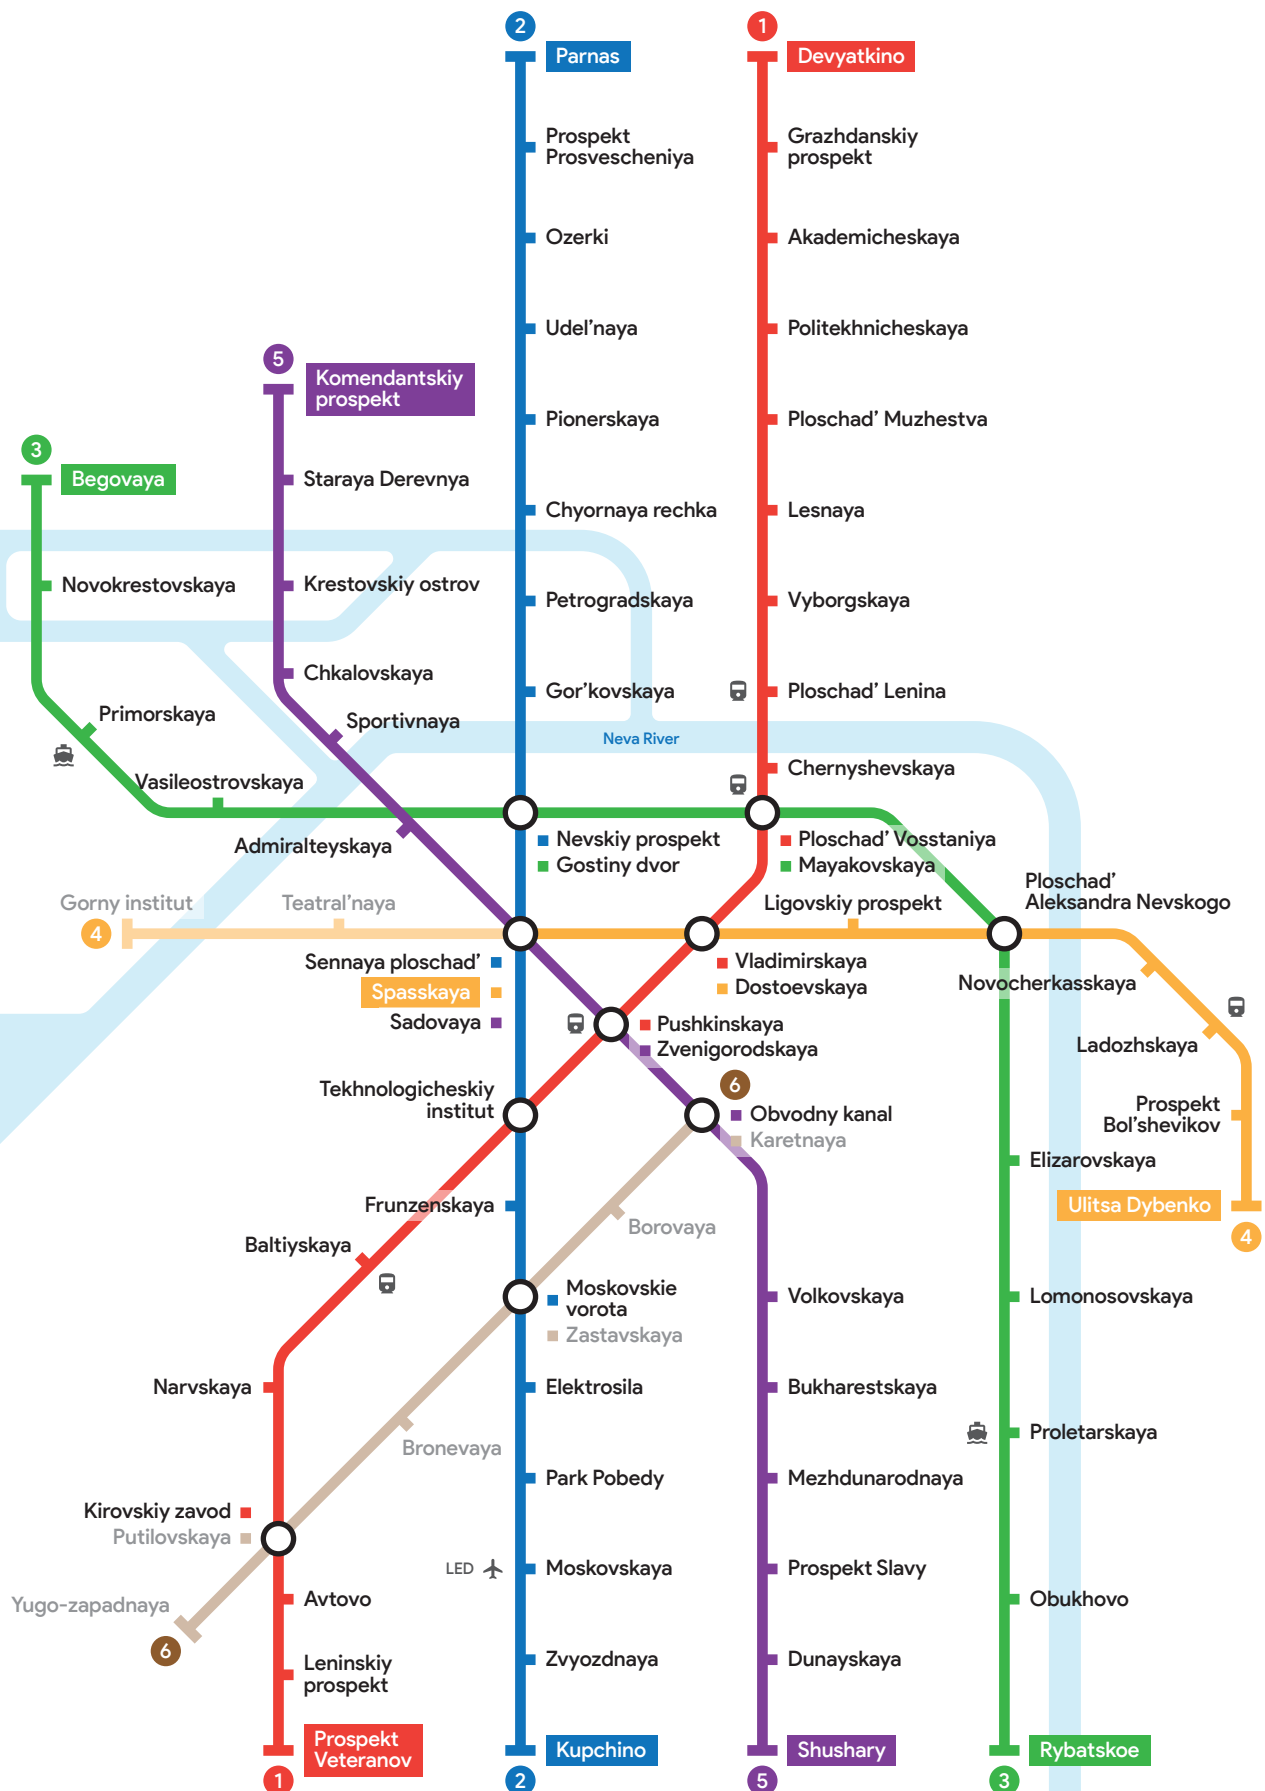 2
Parnas
1
Devyatkino
Prospekt
Prosvescheniya
Grazhdanskiy
prospekt
Ozerki
Akademicheskaya
Udel’naya
Politekhnicheskaya
5
Komendantskiy
prospekt
Pionerskaya
Ploschad’ Muzhestva
3
Begovaya
Staraya Derevnya
Chyornaya rechka
Lesnaya
Novokrestovskaya
Krestovskiy ostrov
Petrogradskaya
Vyborgskaya
Chkalovskaya
Gor’kovskaya
Ploschad’ Lenina
Primorskaya
Sportivnaya
Neva River
Vasileostrovskaya
Chernyshevskaya
Admiralteyskaya
Nevskiy prospekt
Gostiny dvor
Ploschad’ Vosstaniya
Mayakovskaya
Gorny institut
4
Teatral’naya
Ligovskiy prospekt
Ploschad’
Aleksandra Nevskogo
Sennaya ploschad’
Spasskaya
Sadovaya
Vladimirskaya
Dostoevskaya
Novocherkasskaya
Pushkinskaya
Zvenigorodskaya
Ladozhskaya
Tekhnologicheskiy
institut
6
Obvodny kanal
Karetnaya
Prospekt
Bol’shevikov
Elizarovskaya
Frunzenskaya
Borovaya
Ulitsa Dybenko
4
Baltiyskaya
Moskovskie
vorota
Zastavskaya
Volkovskaya
Lomonosovskaya
Narvskaya
Elektrosila
Bukharestskaya
Bronevaya
Proletarskaya
Park Pobedy
Mezhdunarodnaya
Kirovskiy zavod
Putilovskaya
LED
Moskovskaya
Prospekt Slavy
Yugo-zapadnaya
6
Avtovo
Obukhovo
Leninskiy
prospekt
Zvyozdnaya
Dunayskaya
Prospekt
Veteranov
1
Kupchino
2
Shushary
5
Rybatskoe
3